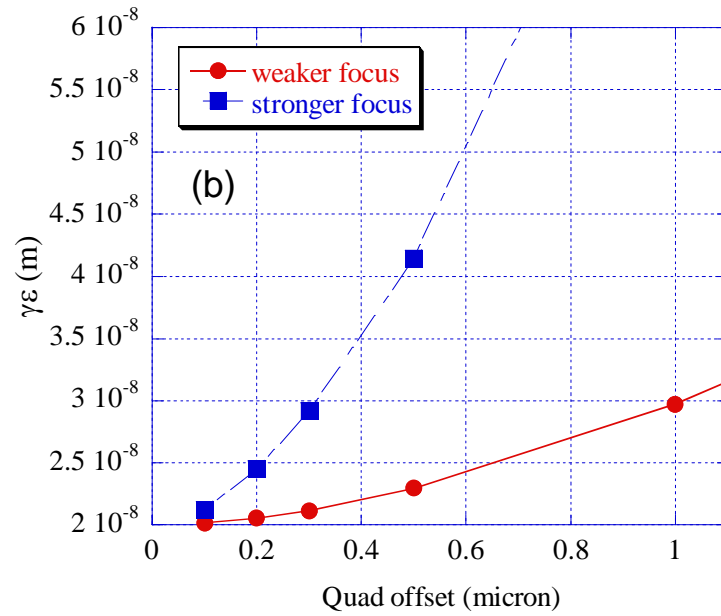 6 10^-8
weaker focus
stronger focus
5.5 10^-8
5 10^-8
(b)
4.5 10^-8
γε (m)
4 10^-8
3.5 10^-8
3 10^-8
2.5 10^-8
2 10^-8
0 0.2 0.4 0.6 0.8 1
Quad offset (micron)